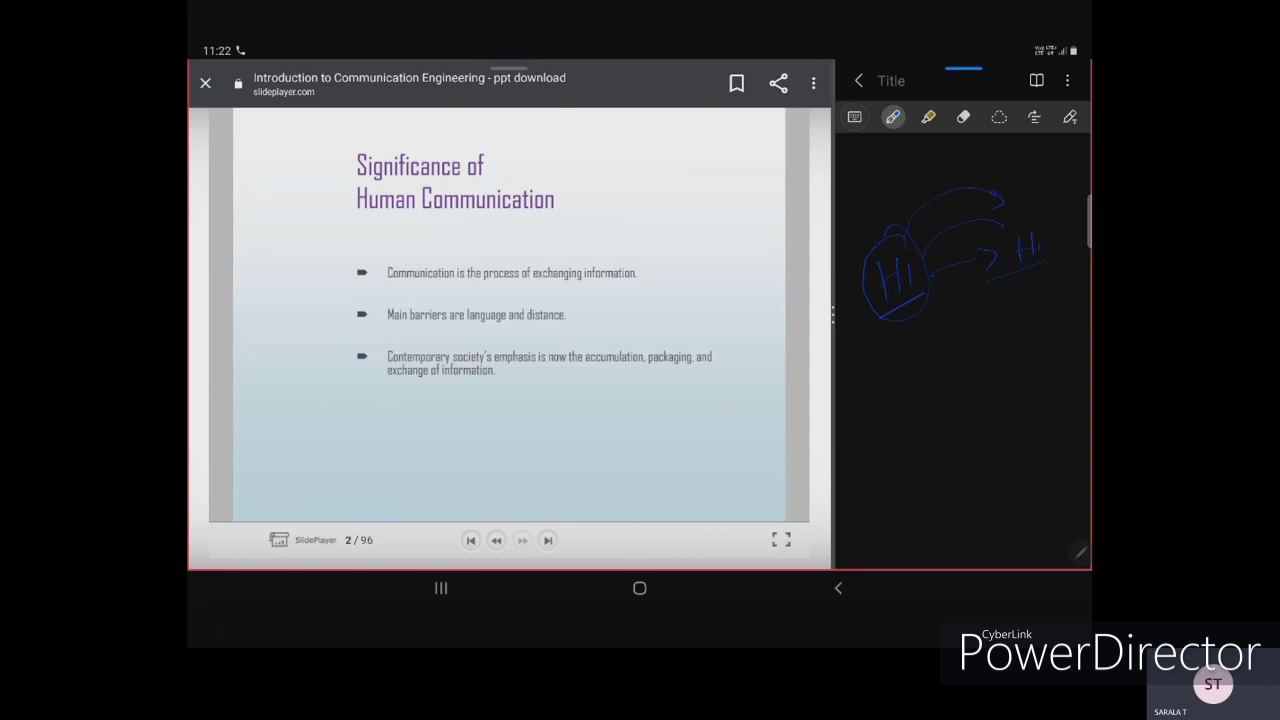 11:22
Introduction to Communication Engineering - ppt download
slideplayer.com
Title
Significance of
Human Communication
Communication is the process of exchanging information.
Main barriers are language and distance.
Contemporary society's emphasis is now the accumulation, packaging, and
exchange of information.
HI
Hi
SlidePlayer 2 / 96
CyberLink
PowerDirector
ST
SARALA T